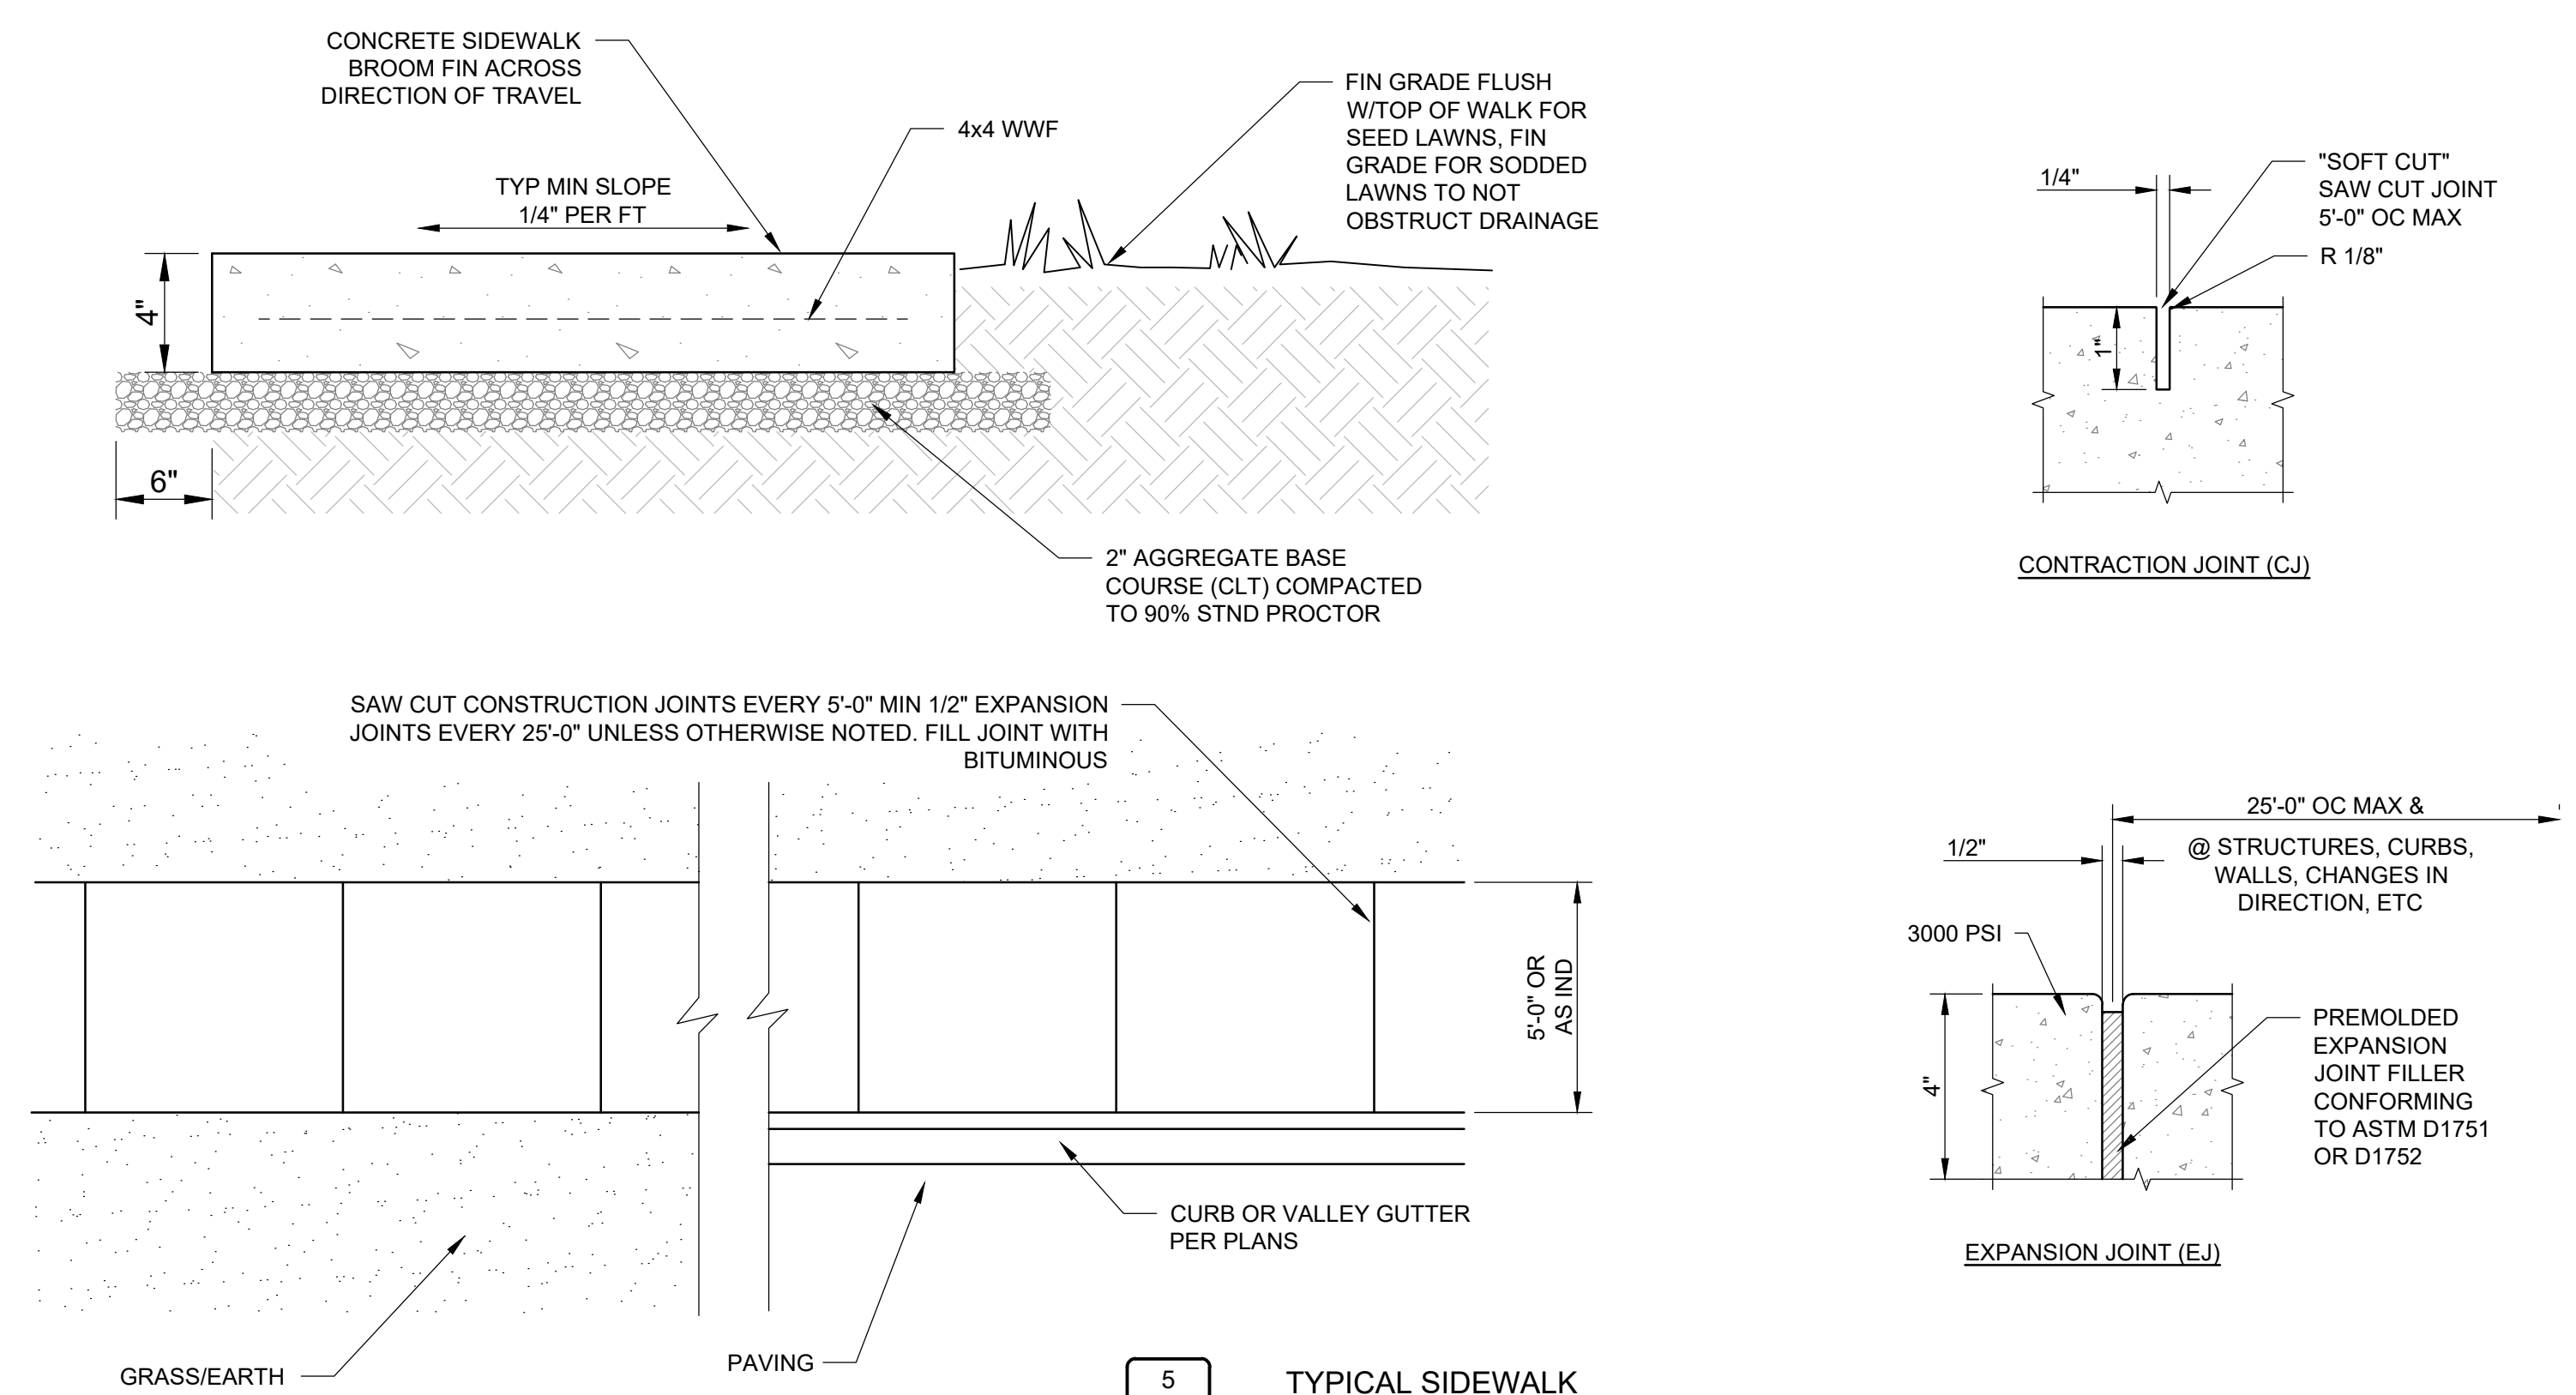 CONCRETE SIDEWALK
BROOM FIN ACROSS
DIRECTION OF TRAVEL
4x4 WWF
FIN GRADE FLUSH
W/TOP OF WALK FOR
SEED LAWNS, FIN
GRADE FOR SODDED
LAWNS TO NOT
OBSTRUCT DRAINAGE
TYP MIN SLOPE
1/4" PER FT
4"
6"
2" AGGREGATE BASE
COURSE (CLT) COMPACTED
TO 90% STND PROCTOR
1/4"
"SOFT CUT"
SAW CUT JOINT
5'-0" OC MAX
R 1/8"
1"
CONTRACTION JOINT (CJ)
SAW CUT CONSTRUCTION JOINTS EVERY 5'-0" MIN 1/2" EXPANSION
JOINTS EVERY 25'-0" UNLESS OTHERWISE NOTED. FILL JOINT WITH
BITUMINOUS
5'-0" OR
AS IND
CURB OR VALLEY GUTTER
PER PLANS
PAVING
GRASS/EARTH
25'-0" OC MAX &
@ STRUCTURES, CURBS,
WALLS, CHANGES IN
DIRECTION, ETC
1/2"
3000 PSI
4"
PREMOLDED
EXPANSION
JOINT FILLER
CONFORMING
TO ASTM D1751
OR D1752
EXPANSION JOINT (EJ)
5
TYPICAL SIDEWALK